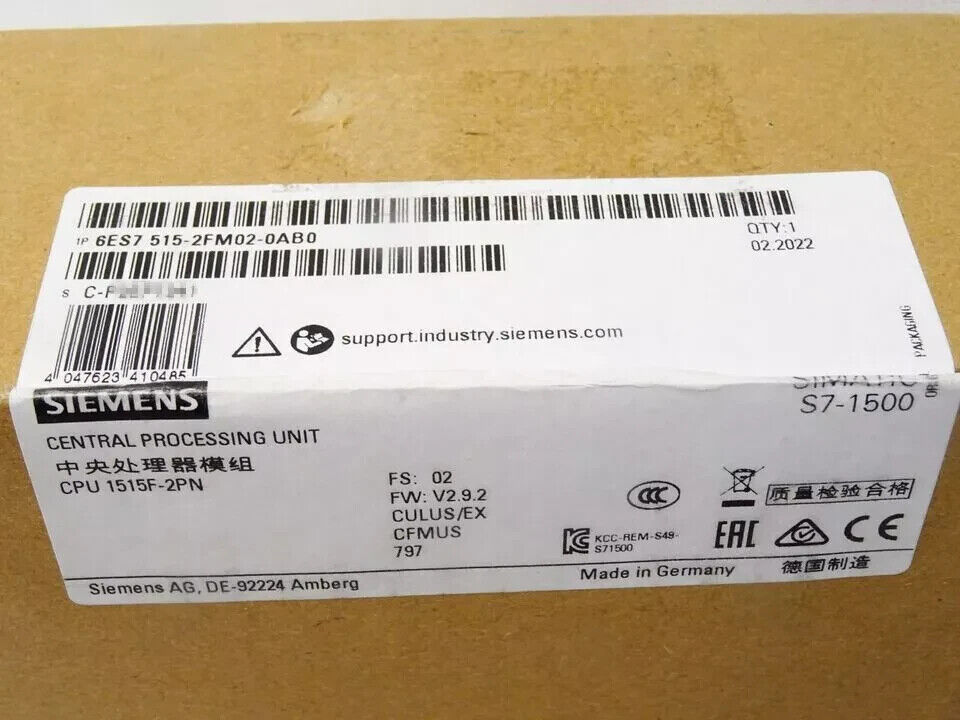 1P 6ES7 515-2FM02-0AB0
QTY:1
02.2022
S C-
support.industry.siemens.com
4 047623 410485
PACKAGING
SIEMENS
SIMATIC
S7-1500
CENTRAL PROCESSING UNIT
中央处理器模组
CPU 1515F-2PN
FS: 02
FW: V2.9.2
CULUS/EX
CFMUS
797
CCC
质量检验合格
KC KCC-REM-S49-
S71500
EAC
CE
Siemens AG, DE-92224 Amberg
Made in Germany
德国制造